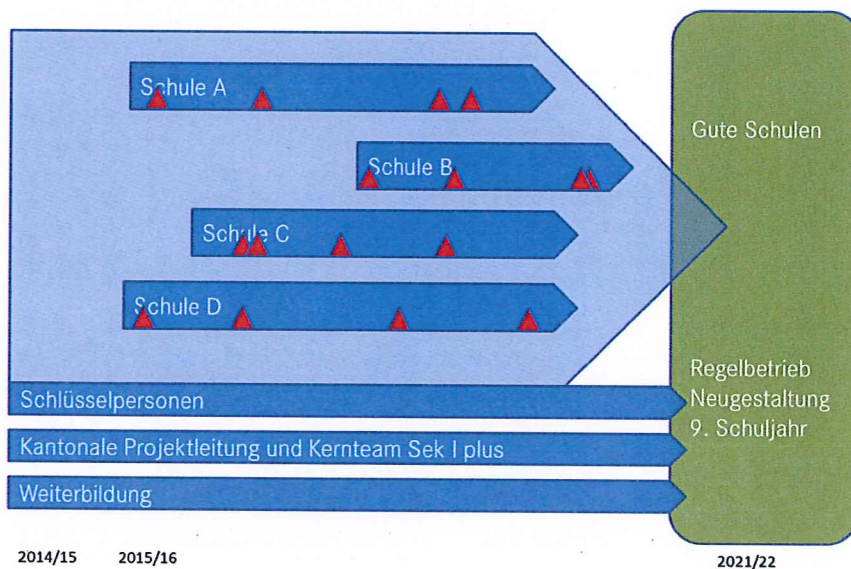 Schule A
Schule B
Schule C
Schule D
Gute Schulen
Regelbetrieb
Neugestaltung
9. Schuljahr
Schlüsselpersonen
Kantonale Projektleitung und Kernteam Sek I plus
Weiterbildung
2014/15
2015/16
2021/22